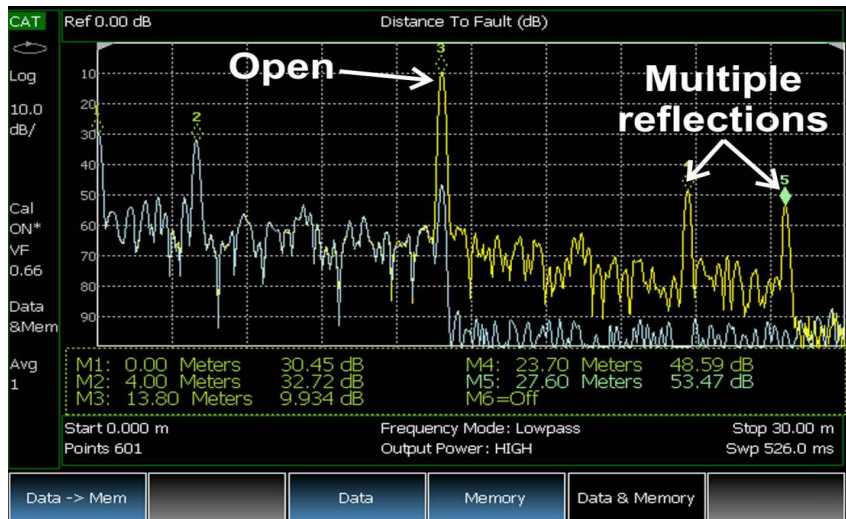 CAT Ref 0.00 dB Distance To Fault (dB)
Log
10.0
dB/
Cal
ON*
VF
0.66
Data
&Mem
Avg
1
10
20
30
40
50
60
70
80
90
1
2
3
5
Open
Multiple
reflections
M1: 0.00 Meters 30.45 dB M4: 23.70 Meters 48.59 dB
M2: 4.00 Meters 32.72 dB M5: 27.60 Meters 53.47 dB
M3: 13.80 Meters 9.934 dB M6=Off
Start 0.000 m Frequency Mode: Lowpass Stop 30.00 m
Points 601 Output Power: HIGH Swp 526.0 ms
Data -> Mem Data Memory Data & Memory